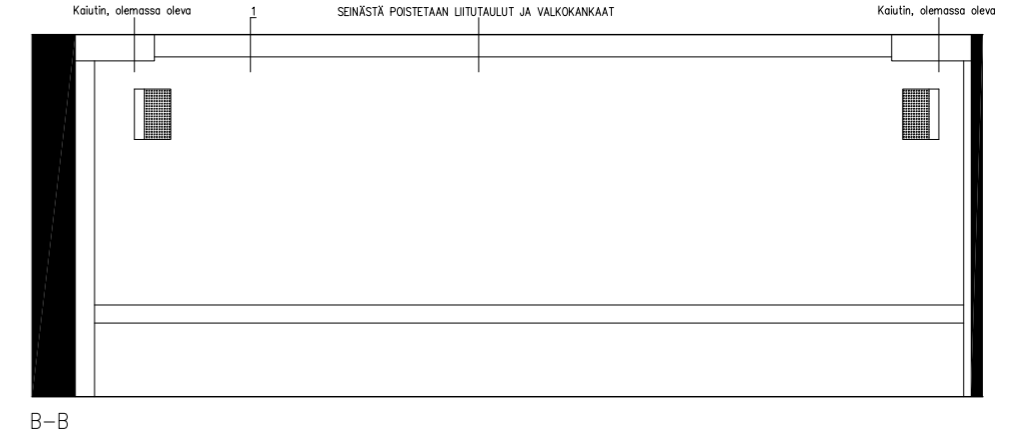 Kaiutin, olemassa oleva
1
SEINÄSTÄ POISTETAAN LIITUTAULUT JA VALKOKANKAAT
Kaiutin, olemassa oleva
B-B